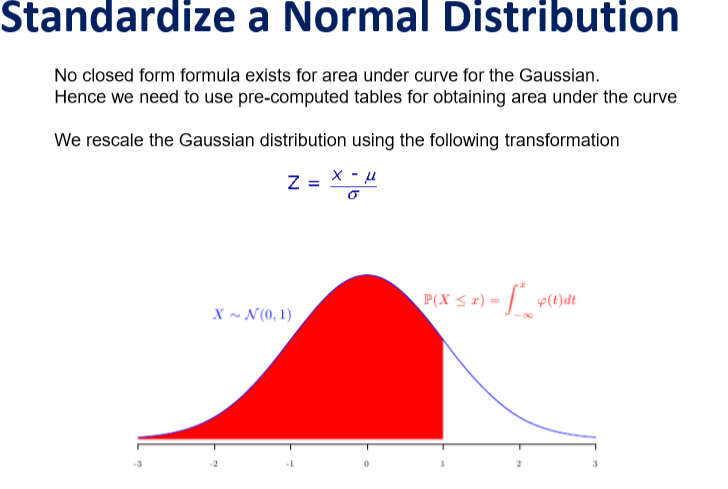 Standardize a Normal Distribution
No closed form formula exists for area under curve for the Gaussian.
Hence we need to use pre-computed tables for obtaining area under the curve
We rescale the Gaussian distribution using the following transformation
Z = (X - μ) / σ
X ~ N(0, 1)
ℙ(X ≤ x) = ∫_{-∞}^{x} φ(t)dt
-3 -2 -1 0 1 2 3